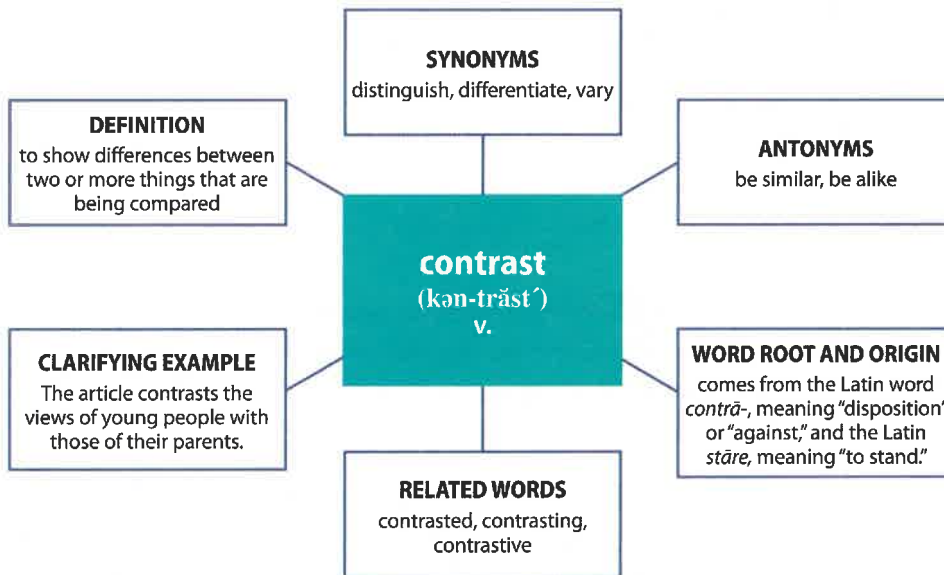 SYNONYMS
distinguish, differentiate, vary
DEFINITION
to show differences between
two or more things that are
being compared
ANTONYMS
be similar, be alike
contrast
(kən-trăst´)
v.
CLARIFYING EXAMPLE
The article contrasts the
views of young people with
those of their parents.
WORD ROOT AND ORIGIN
comes from the Latin word
contrā-, meaning “disposition”
or “against,” and the Latin
stāre, meaning “to stand.”
RELATED WORDS
contrasted, contrasting,
contrastive